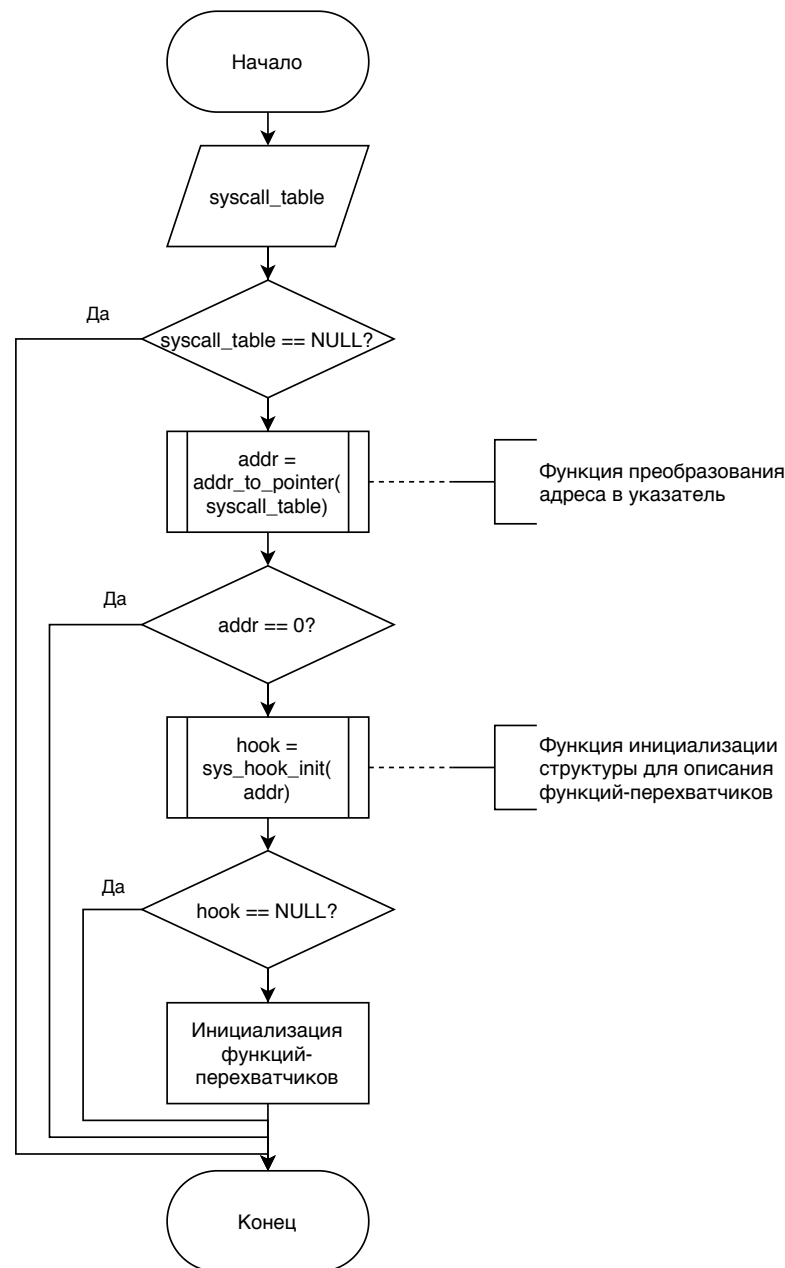 Начало
syscall_table
Да
syscall_table == NULL?
addr =
addr_to_pointer(
syscall_table)
Функция преобразования
адреса в указатель
Да
addr == 0?
hook =
sys_hook_init(
addr)
Функция инициализации
структуры для описания
функций-перехватчиков
Да
hook == NULL?
Инициализация
функций-
перехватчиков
Конец